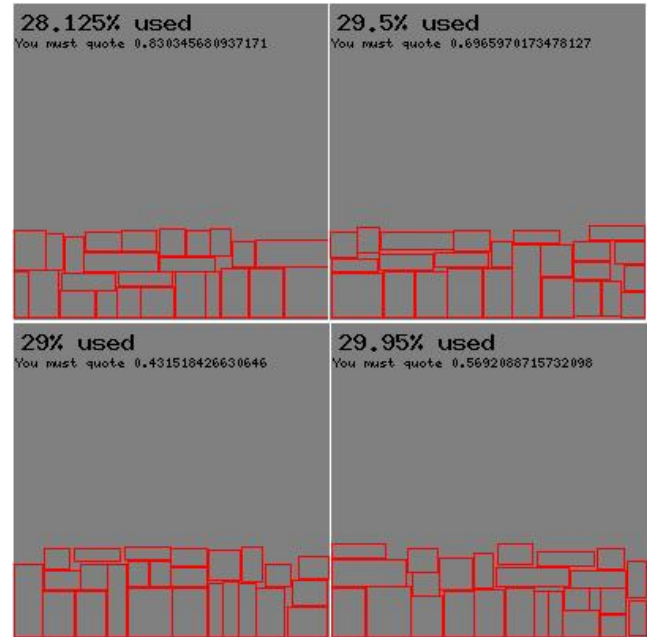 28.125% used
You must quote 0.830345680937171
29.5% used
You must quote 0.6965970173478127
29% used
You must quote 0.431518426630646
29.95% used
You must quote 0.5692088715732098